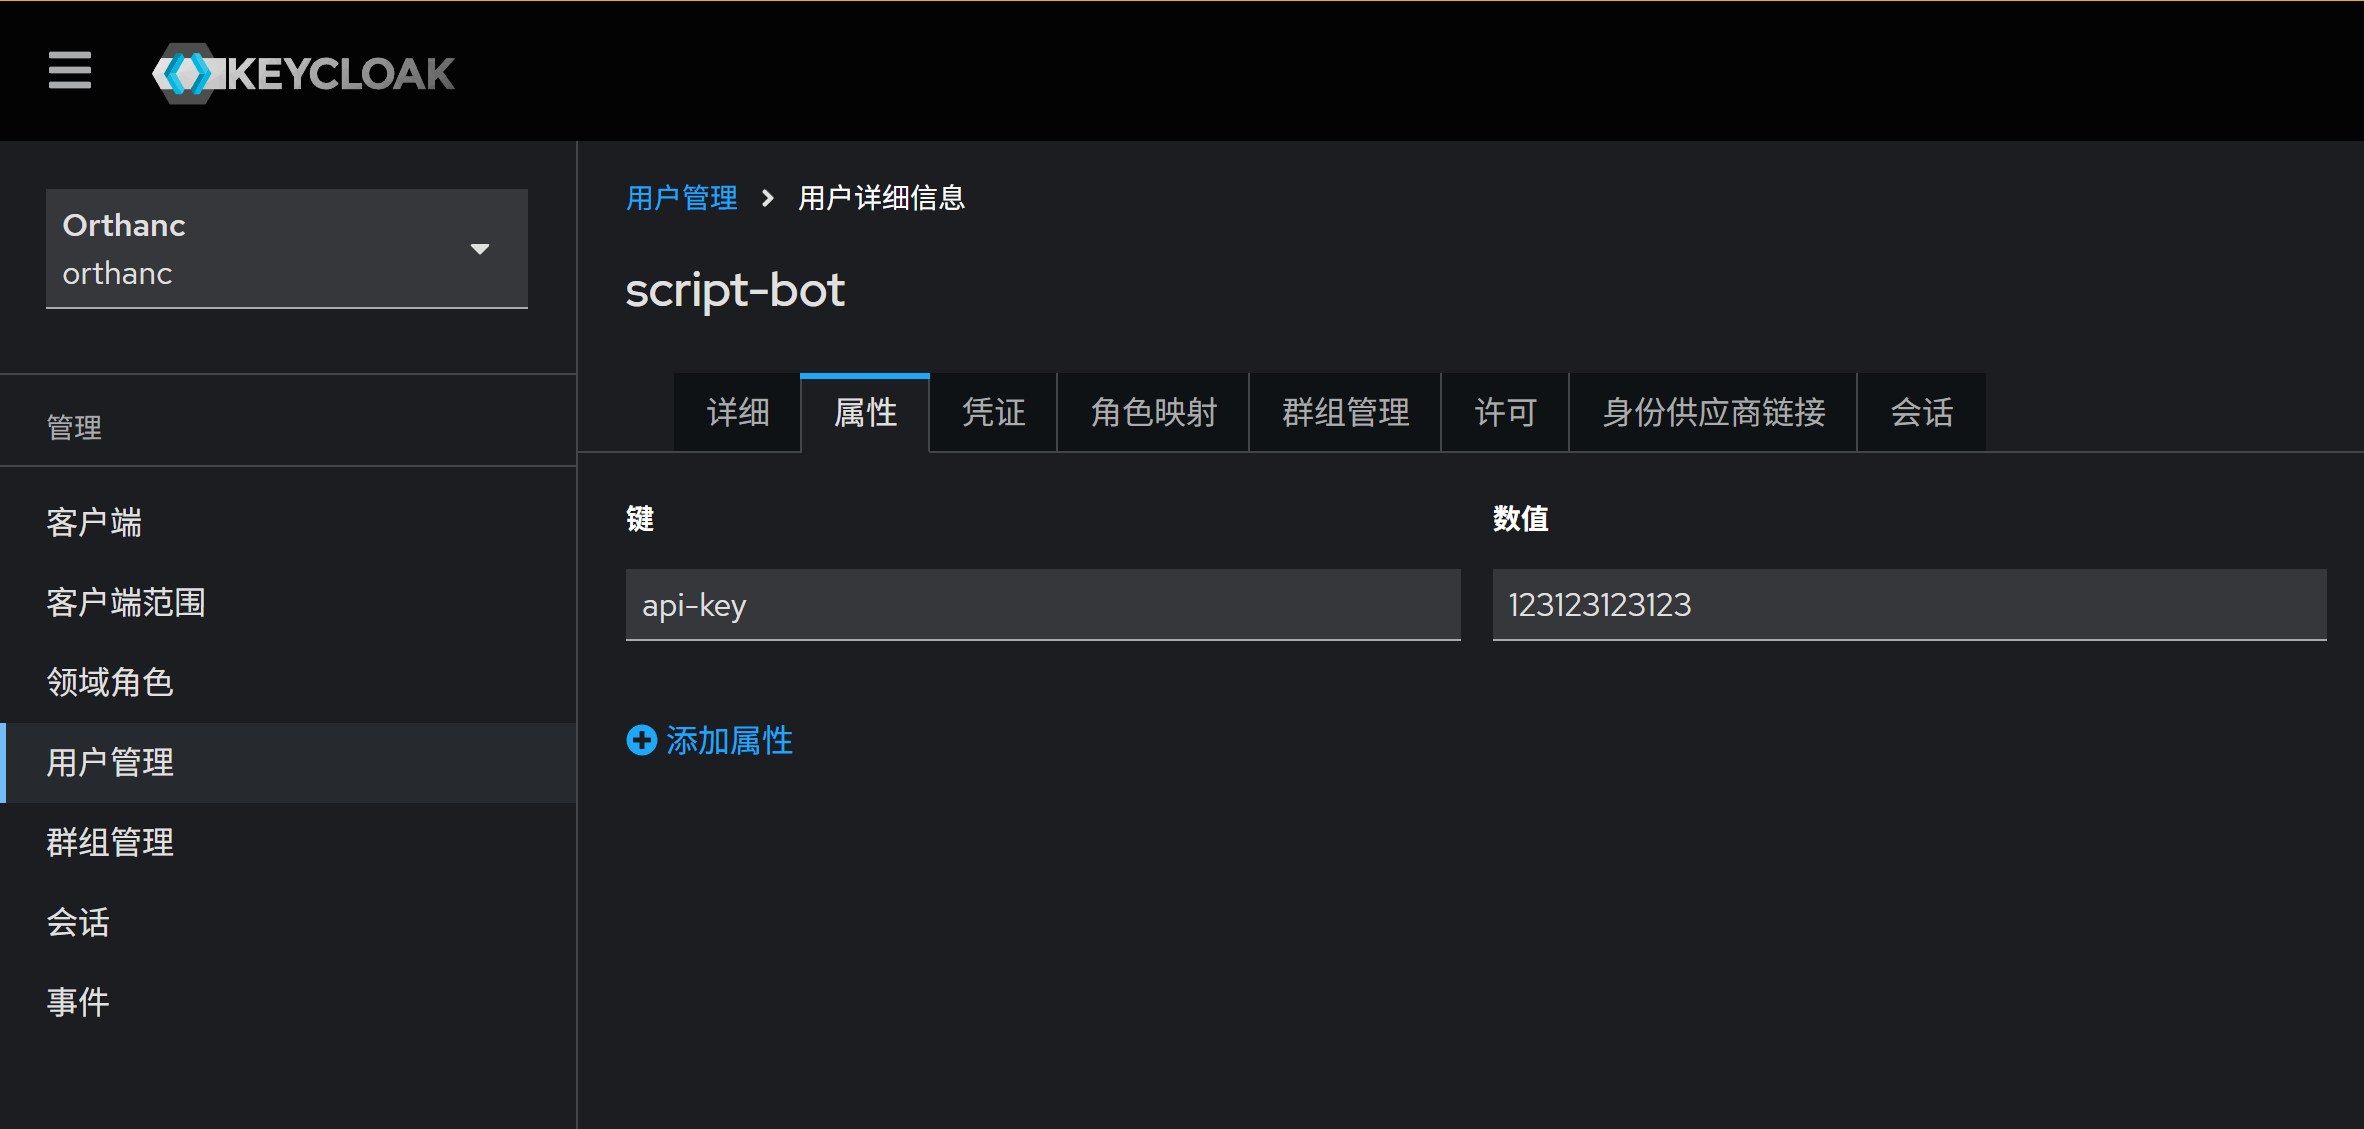 KEYCLOAK
Orthanc
orthanc
管理
客户端
客户端范围
领域角色
用户管理
群组管理
会话
事件
用户管理 > 用户详细信息
script-bot
详细 属性 凭证 角色映射 群组管理 许可 身份供应商链接 会话
键 数值
api-key 123123123123
添加属性